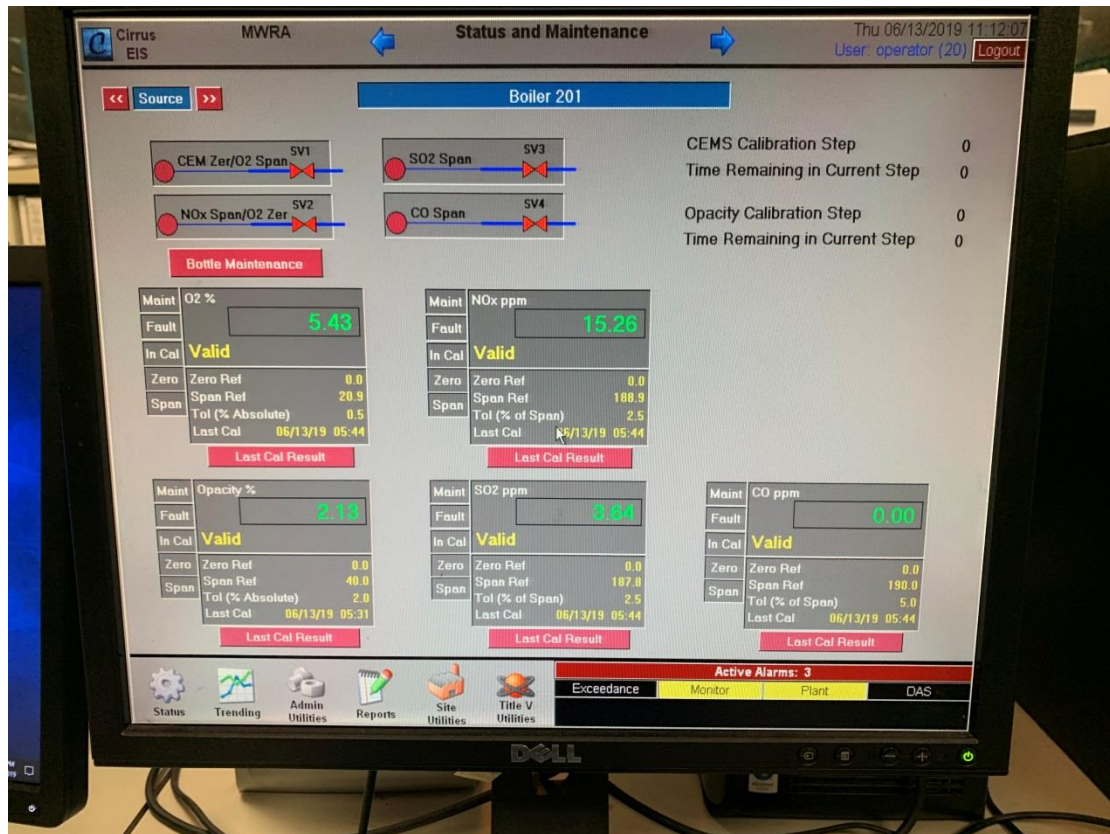 Cirrus
EIS
MWRA
Status and Maintenance
Thu 06/13/2019 11:12:07
User: operator (20) Logout
<< Source >>
Boiler 201
CEM Zer/O2 Span SV1
SO2 Span SV3
NOx Span/O2 Zer SV2
CO Span SV4
CEMS Calibration Step 0
Time Remaining in Current Step 0
Opacity Calibration Step 0
Time Remaining in Current Step 0
Bottle Maintenance
Maint O2 %
Fault 5.43
In Cal Valid
Zero Zero Ref 0.0
Span Span Ref 20.9
Tol (% Absolute) 0.5
Last Cal 06/13/19 05:44
Last Cal Result
Maint NOx ppm
Fault 15.26
In Cal Valid
Zero Zero Ref 0.0
Span Span Ref 188.9
Tol (% of Span) 2.5
Last Cal 06/13/19 05:44
Last Cal Result
Maint Opacity %
Fault 2.13
In Cal Valid
Zero Zero Ref 0.0
Span Span Ref 40.0
Tol (% Absolute) 2.0
Last Cal 06/13/19 05:31
Last Cal Result
Maint SO2 ppm
Fault 3.64
In Cal Valid
Zero Zero Ref 0.0
Span Span Ref 187.8
Tol (% of Span) 2.5
Last Cal 06/13/19 05:44
Last Cal Result
Maint CO ppm
Fault 0.00
In Cal Valid
Zero Zero Ref 0.0
Span Span Ref 190.0
Tol (% of Span) 5.0
Last Cal 06/13/19 05:44
Last Cal Result
Status
Trending
Admin
Utilities
Reports
Site
Utilities
Title V
Utilities
Active Alarms: 3
Exceedance Monitor Plant DAS
DELL